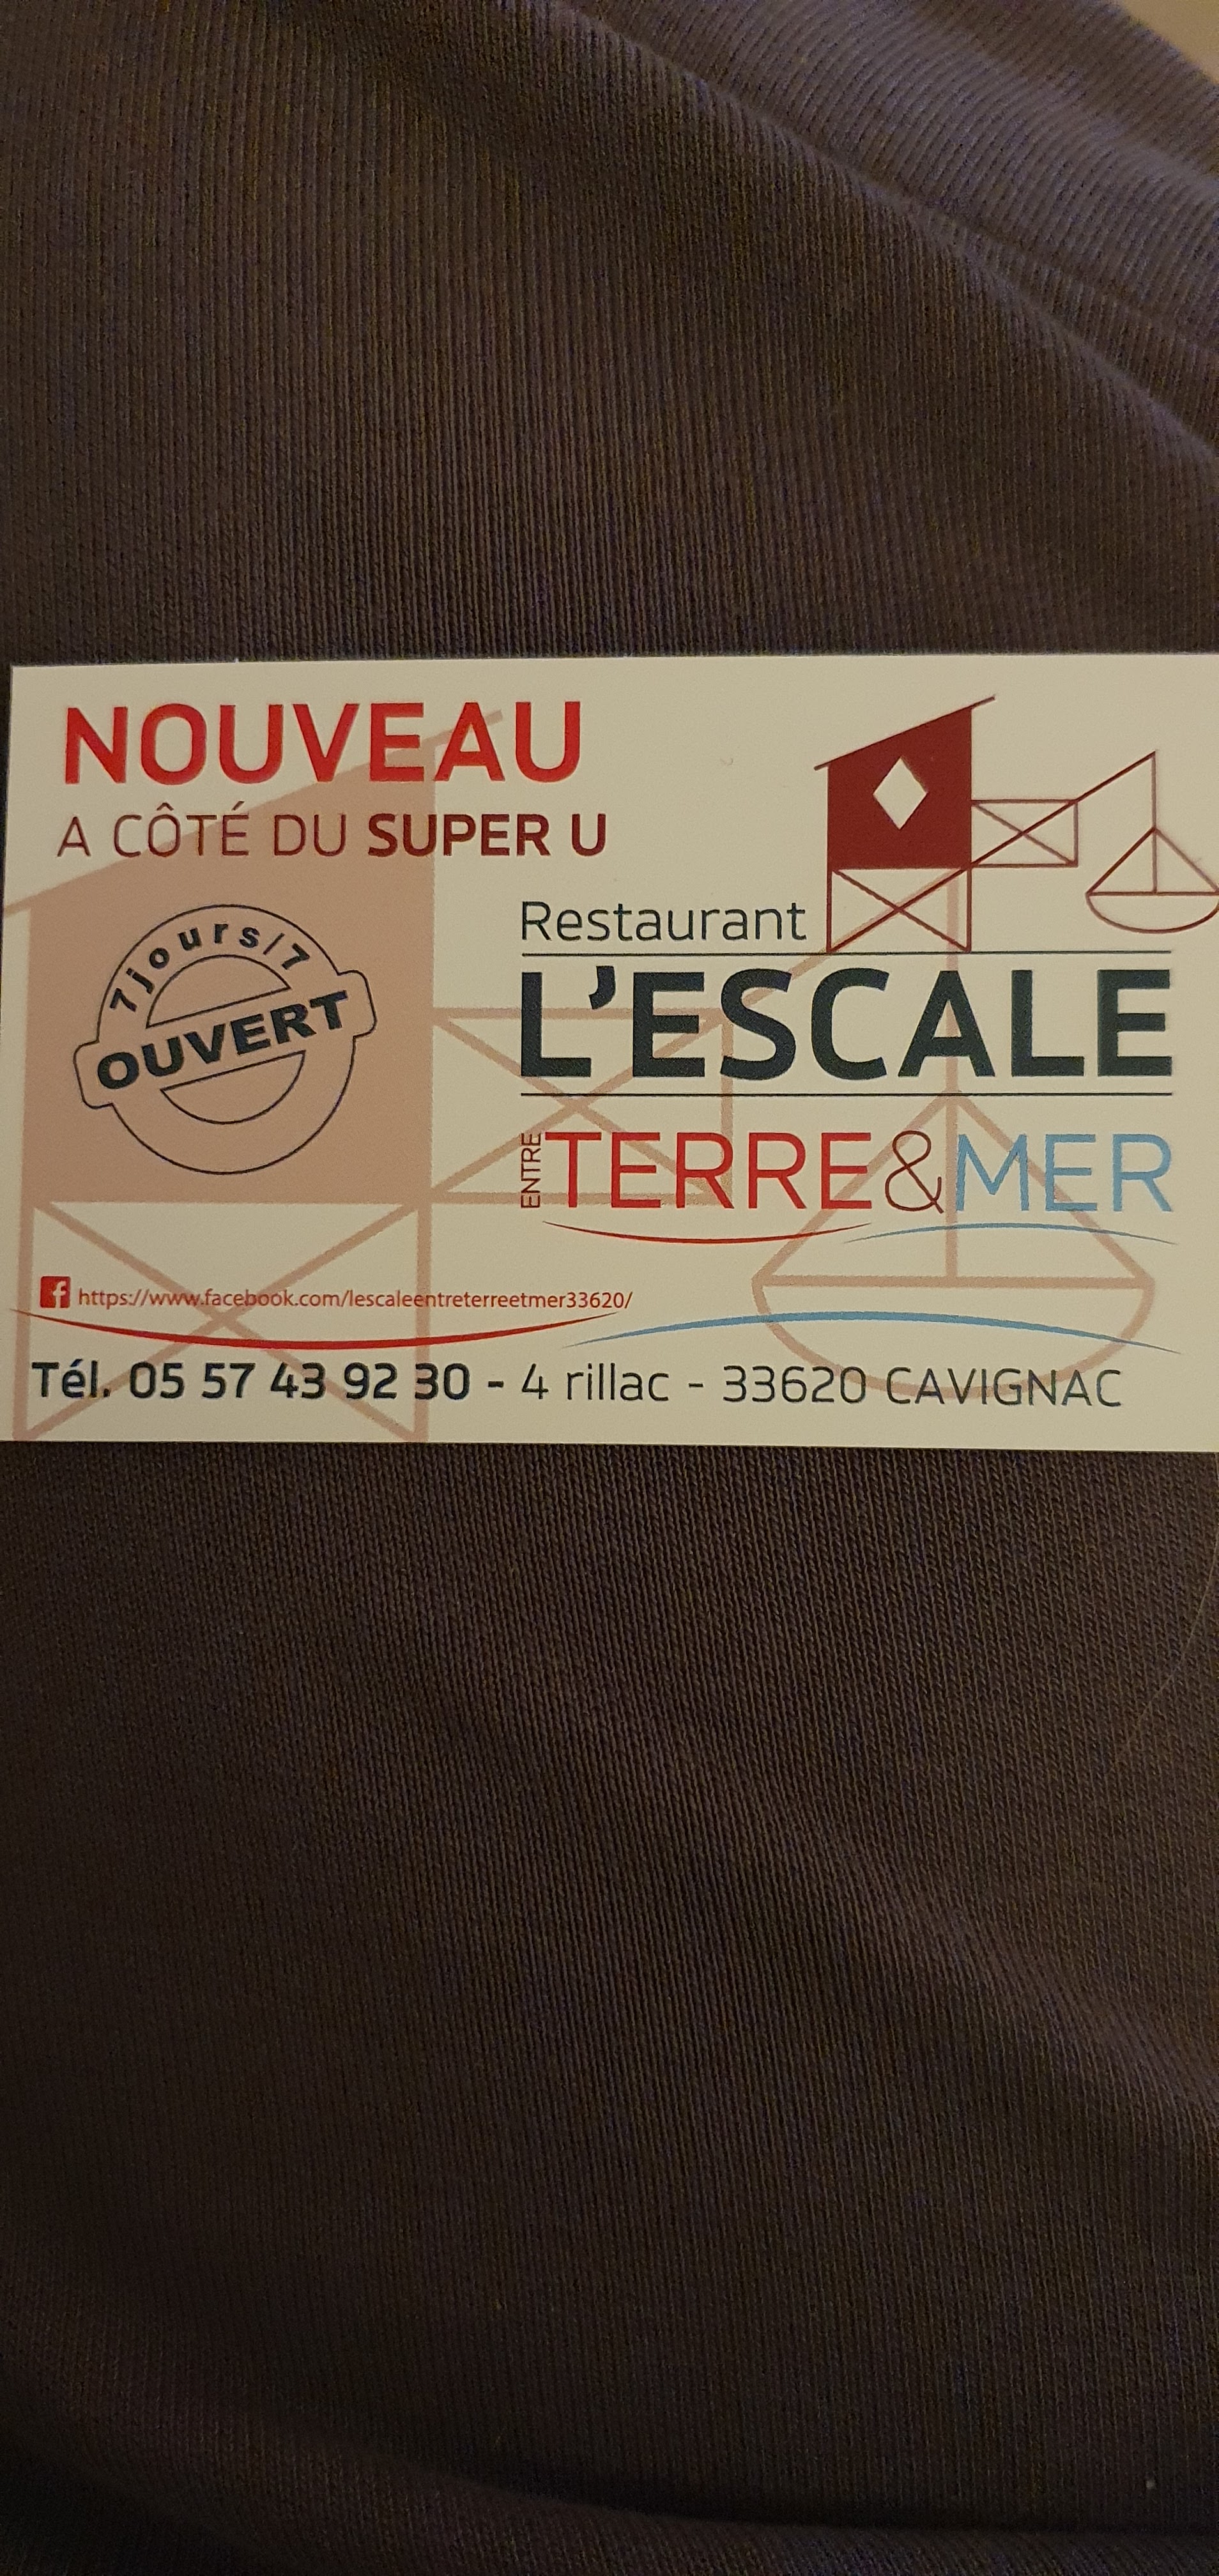 NOUVEAU
A CÔTÉ DU SUPER U
7jours/7
OUVERT
Restaurant
L'ESCALE
ENTRE TERRE&MER
f https://www.facebook.com/lescaleentreterreetmer33620/
Tél. 05 57 43 92 30 - 4 rillac - 33620 CAVIGNAC